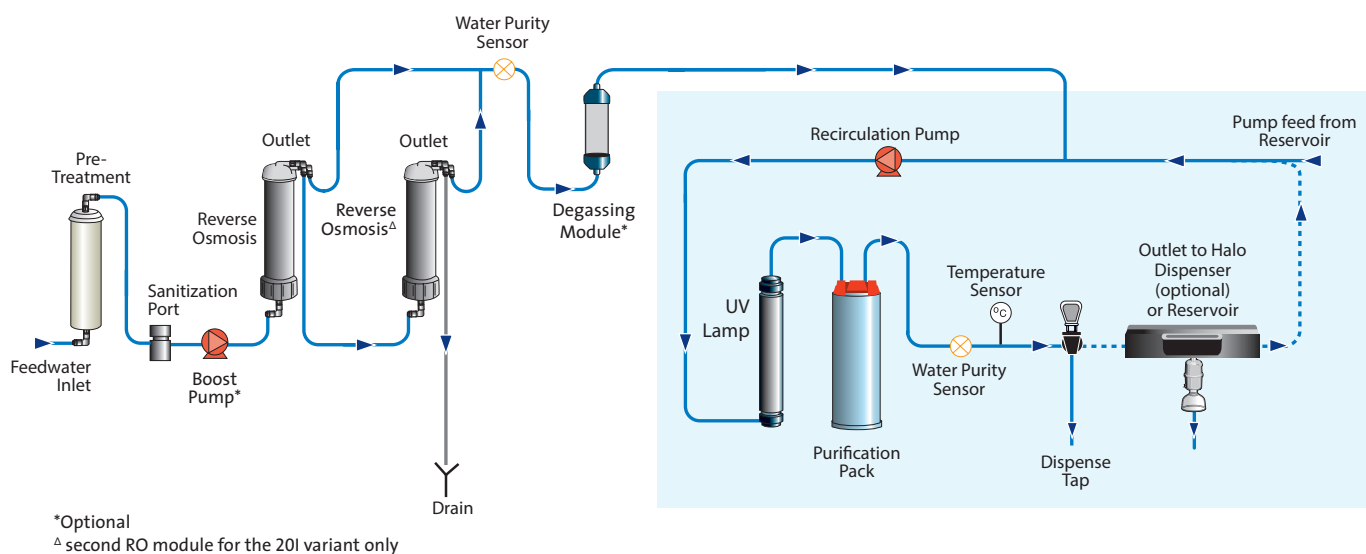 Water Purity
Sensor
Pre-
Treatment
Outlet
Outlet
Recirculation Pump
Pump feed from
Reservoir
Reverse
Osmosis
Reverse
OsmosisΔ
Degassing
Module*
Sanitization
Port
Feedwater
Inlet
Boost
Pump*
UV
Lamp
Temperature
Sensor
°C
Outlet to Halo
Dispenser
(optional)
or Reservoir
Water Purity
Sensor
Purification
Pack
Dispense
Tap
Drain
*Optional
Δ second RO module for the 20I variant only